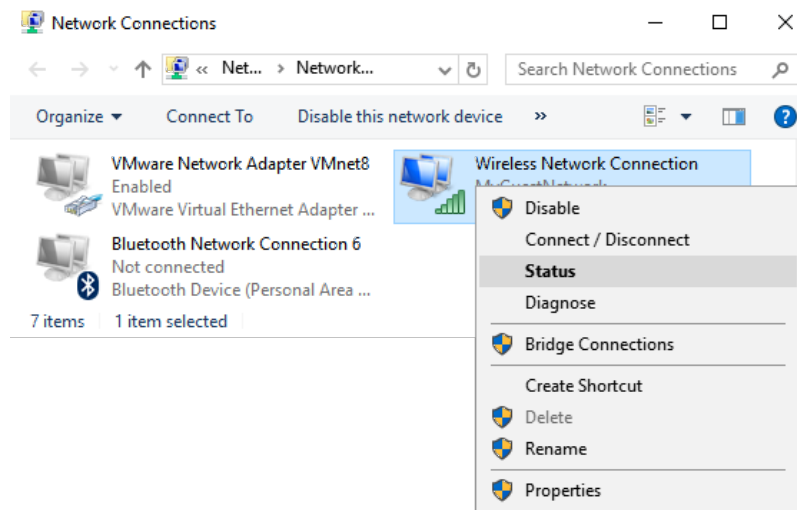 Network Connections
« Net... > Network...
Search Network Connections
Organize
Connect To
Disable this network device
»
VMware Network Adapter VMnet8
Enabled
VMware Virtual Ethernet Adapter ...
Wireless Network Connection
MyGuestNetwork
Bluetooth Network Connection 6
Not connected
Bluetooth Device (Personal Area ...
7 items
1 item selected
Disable
Connect / Disconnect
Status
Diagnose
Bridge Connections
Create Shortcut
Delete
Rename
Properties